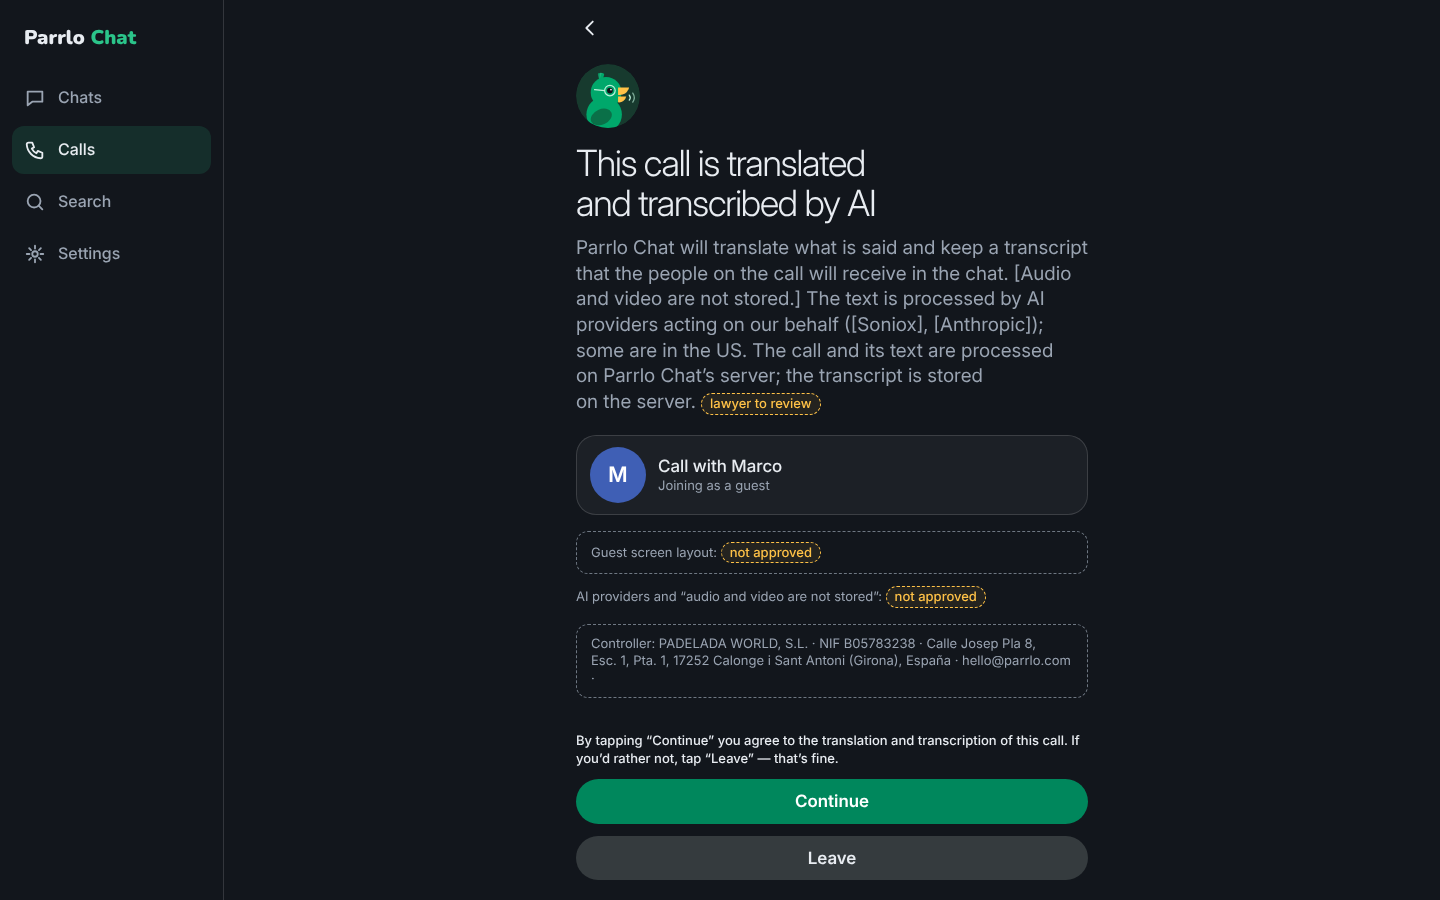 Parrlo Chat
Chats
Calls
Search
Settings
This call is translated
and transcribed by AI
Parrlo Chat will translate what is said and keep a transcript
that the people on the call will receive in the chat. [Audio
and video are not stored.] The text is processed by AI
providers acting on our behalf ([Soniox], [Anthropic]);
some are in the US. The call and its text are processed
on Parrlo Chat’s server; the transcript is stored
on the server. lawyer to review
M
Call with Marco
Joining as a guest
Guest screen layout: not approved
AI providers and “audio and video are not stored”: not approved
Controller: PADELADA WORLD, S.L. · NIF B05783238 · Calle Josep Pla 8,
Esc. 1, Pta. 1, 17252 Calonge i Sant Antoni (Girona), España · hello@parrlo.com
·
By tapping “Continue” you agree to the translation and transcription of this call. If
you’d rather not, tap “Leave” — that’s fine.
Continue
Leave